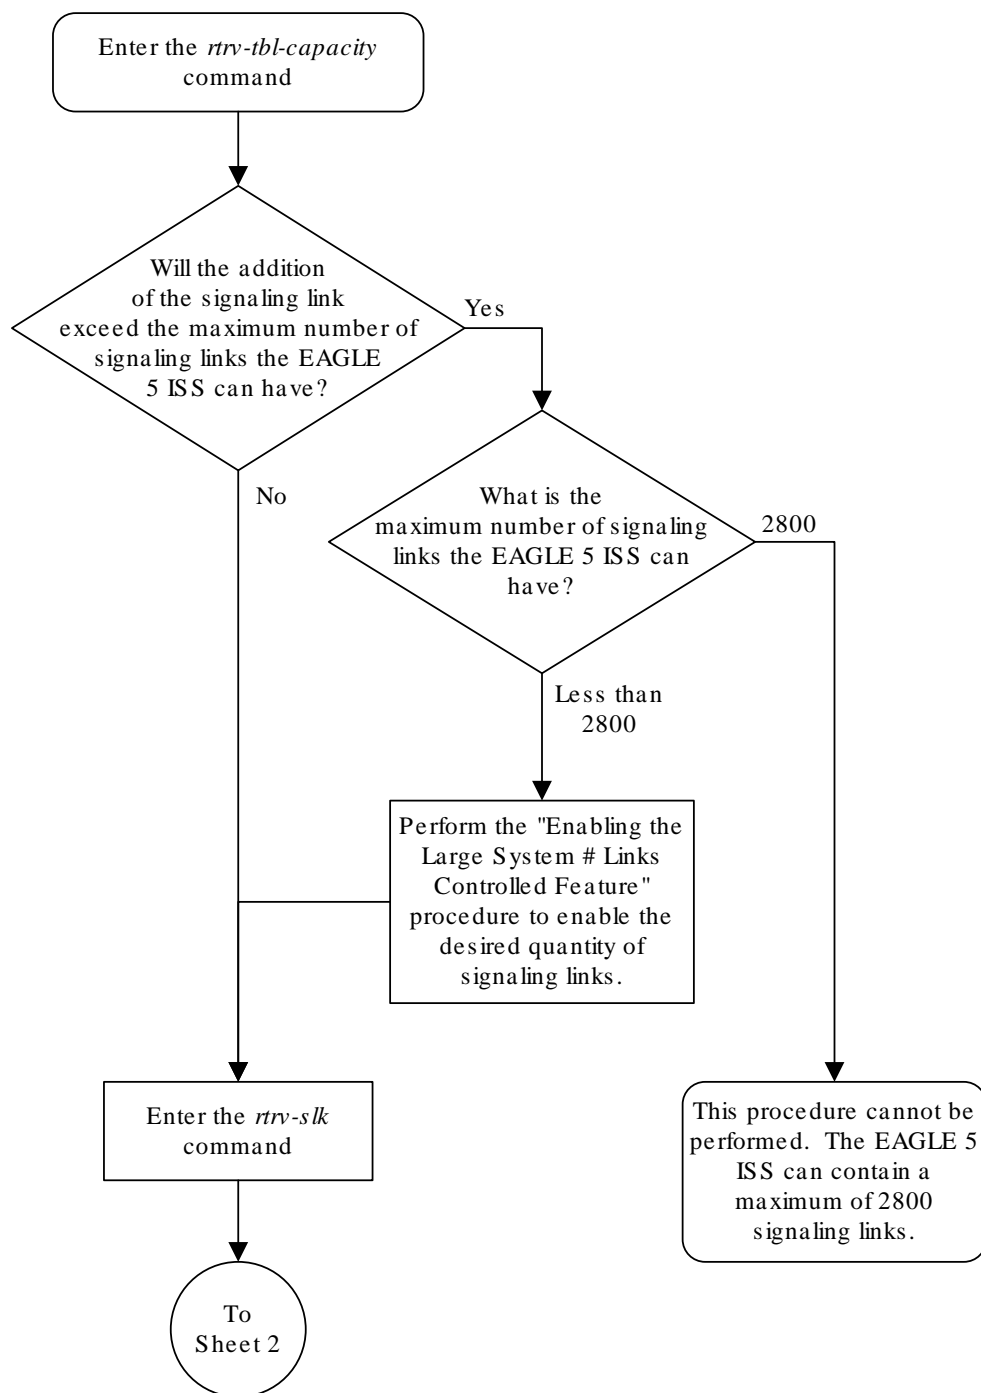 Enter the rtrv-tbl-capacity
command
Will the addition
of the signaling link
exceed the maximum number of
signaling links the EAGLE
5 ISS can have?
Yes
No
What is the
maximum number of signaling
links the EAGLE 5 ISS can
have?
2800
Less than
2800
Perform the "Enabling the
Large System # Links
Controlled Feature"
procedure to enable the
desired quantity of
signaling links.
Enter the rtrv-slk
command
This procedure cannot be
performed. The EAGLE 5
ISS can contain a
maximum of 2800
signaling links.
To
Sheet 2